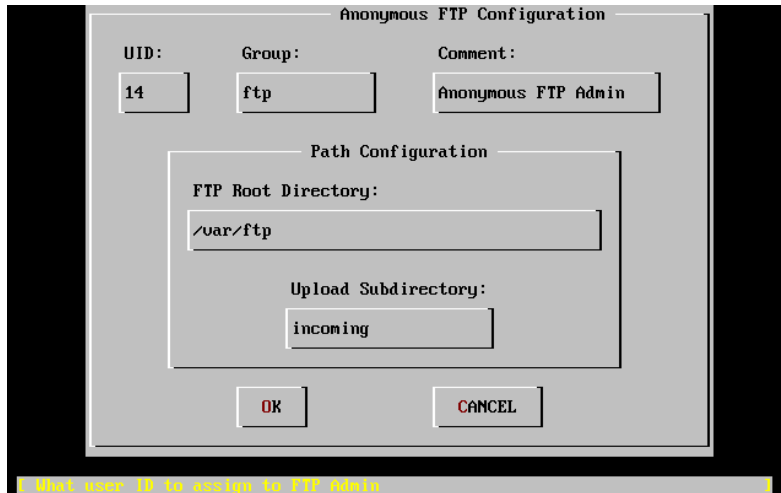 Anonymous FTP Configuration
UID: Group: Comment:
14 ftp Anonymous FTP Admin
Path Configuration
FTP Root Directory:
/var/ftp
Upload Subdirectory:
incoming
OK CANCEL
[ What user ID to assign to FTP Admin ]